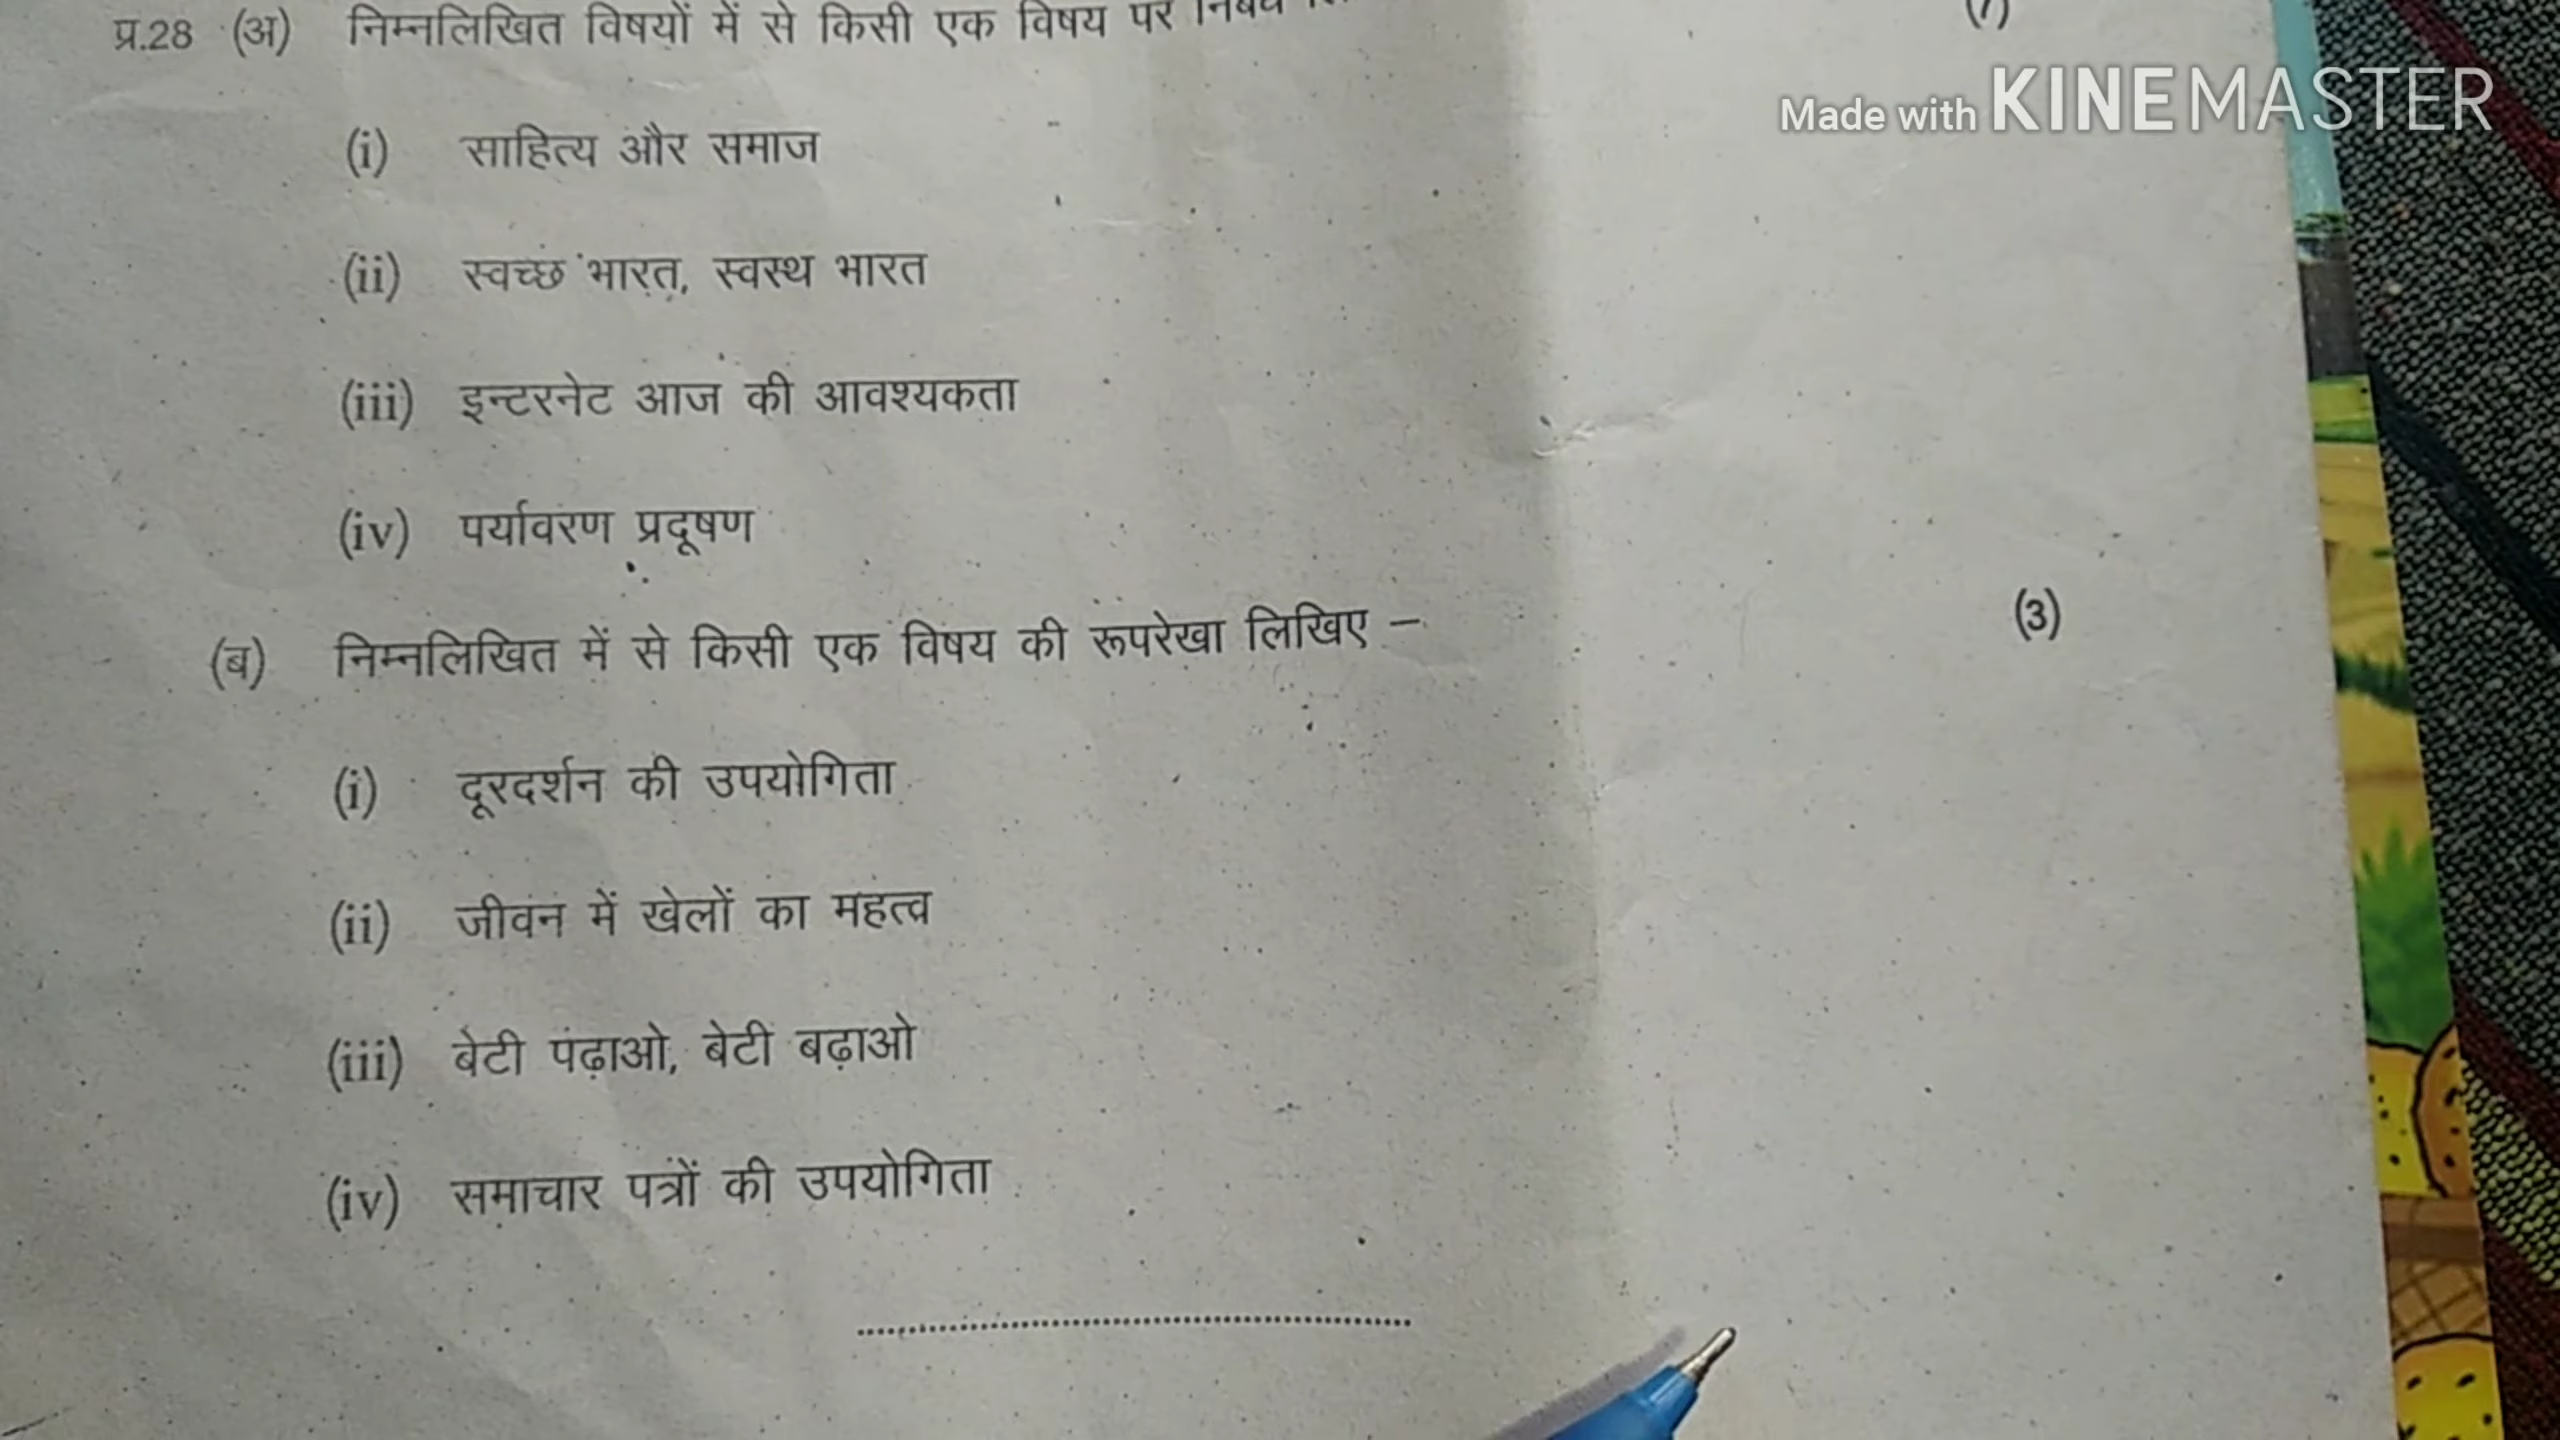 प्र.28 (अ) निम्नलिखित विषयों में से किसी एक विषय पर निबंध
(7)
Made with KINEMASTER
(i) साहित्य और समाज
(ii) स्वच्छ भारत, स्वस्थ भारत
(iii) इन्टरनेट आज की आवश्यकता
(iv) पर्यावरण प्रदूषण
(ब) निम्नलिखित में से किसी एक विषय की रूपरेखा लिखिए – (3)
(i) दूरदर्शन की उपयोगिता
(ii) जीवन में खेलों का महत्व
(iii) बेटी पढ़ाओ, बेटी बढ़ाओ
(iv) समाचार पत्रों की उपयोगिता